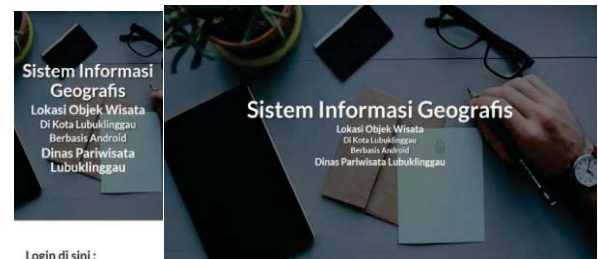 Sistem Informasi
Geografis
Lokasi Objek Wisata
Di Kota Lubuklinggau
Berbasis Android
Dinas Pariwisata
Lubuklinggau
Login di sini :
Sistem Informasi Geografis
Lokasi Objek Wisata
Di Kota Lubuklinggau
Berbasis Android
Dinas Pariwisata Lubuklinggau